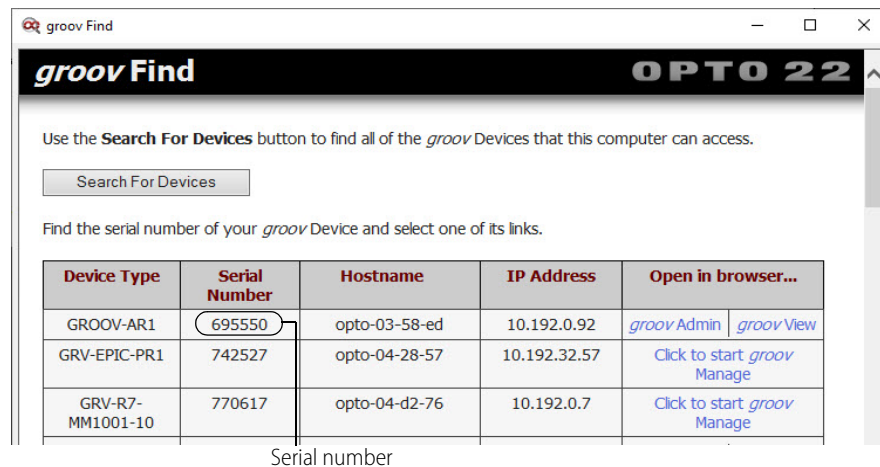 groov Find
groov Find OPTO 22
Use the Search For Devices button to find all of the groov Devices that this computer can access.
Search For Devices
Find the serial number of your groov Device and select one of its links.
Device Type Serial Number Hostname IP Address Open in browser...
GROOV-AR1 695550 opto-03-58-ed 10.192.0.92 groov Admin groov View
GRV-EPIC-PR1 742527 opto-04-28-57 10.192.32.57 Click to start groov Manage
GRV-R7-MM1001-10 770617 opto-04-d2-76 10.192.0.7 Click to start groov Manage
Serial number